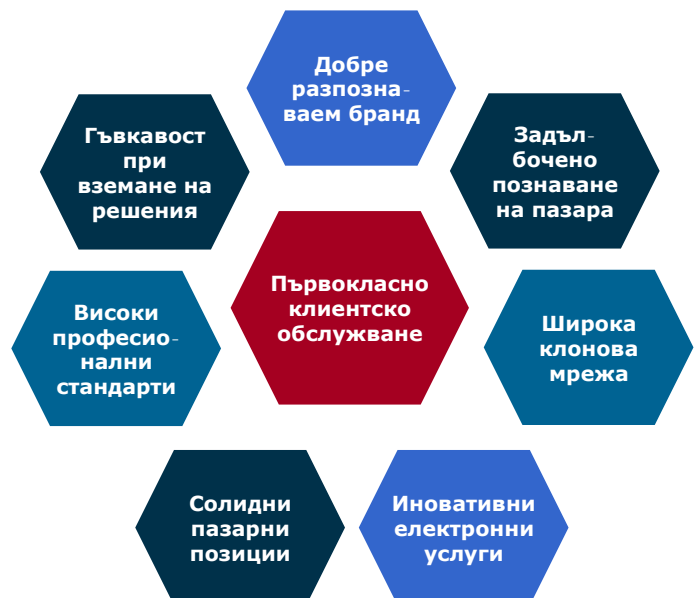 Добре
разпозна-
ваем бранд
Гъвкавост
при
вземане на
решения
Задъл-
бочено
познаване
на пазара
Първокласно
клиентско
обслужване
Високи
професио-
нални
стандарти
Широка
клонова
мрежа
Солидни
пазарни
позиции
Иновативни
електронни
услуги